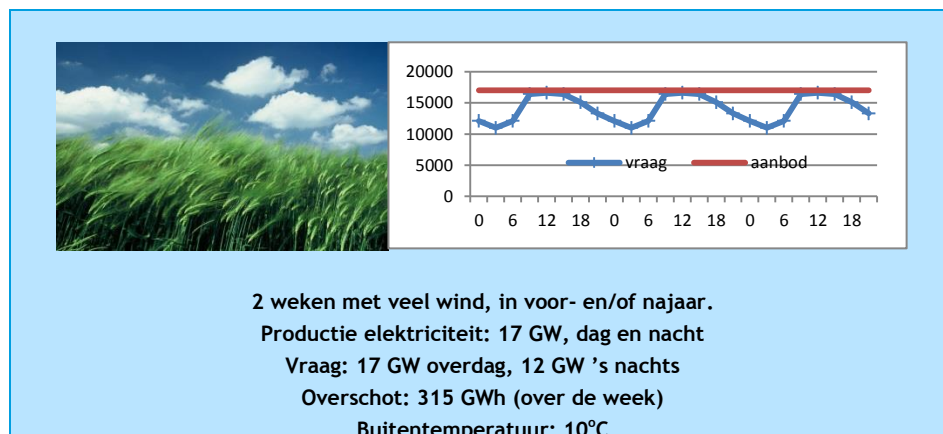 20000
15000
10000
5000
0
vraag aanbod
0 6 12 18 0 6 12 18 0 6 12 18
2 weken met veel wind, in voor- en/of najaar.
Productie elektriciteit: 17 GW, dag en nacht
Vraag: 17 GW overdag, 12 GW ’s nachts
Overschot: 315 GWh (over de week)
Buitentemperatuur: 10°C